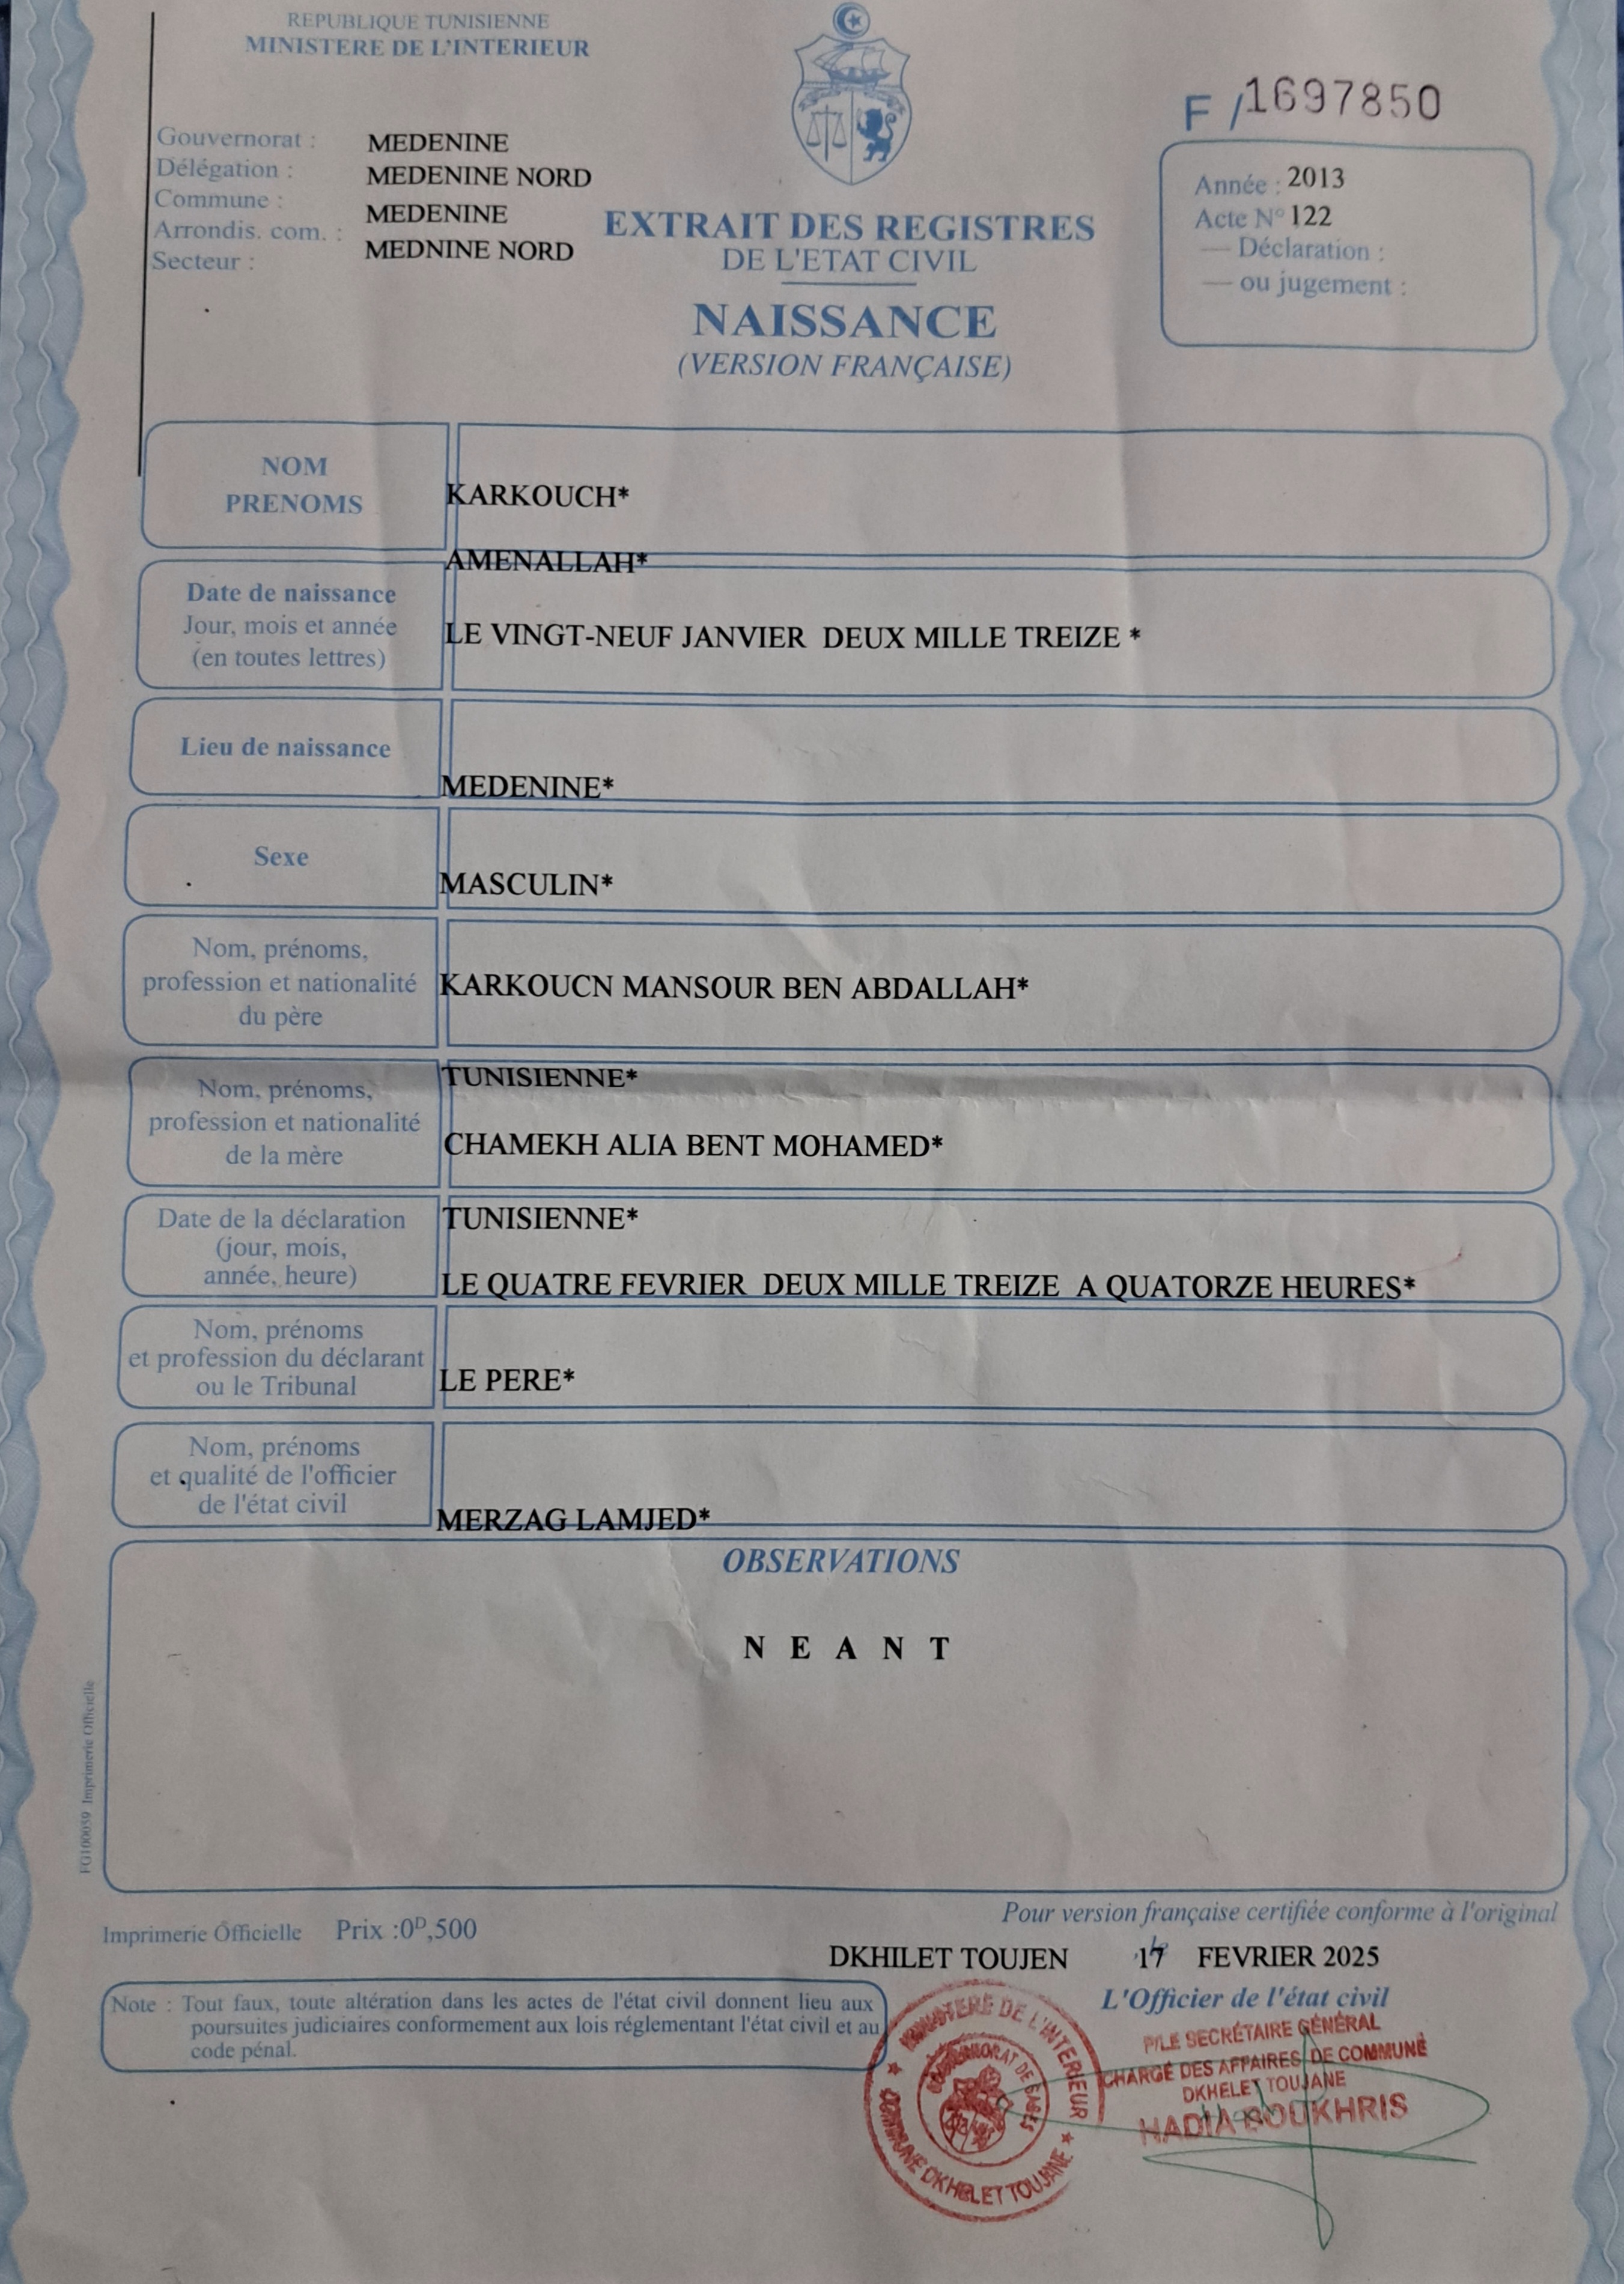 REPUBLIQUE TUNISIENNE
MINISTERE DE L'INTERIEUR
F / 1697850
Gouvernorat : MEDENINE
Délégation : MEDENINE NORD
Commune : MEDENINE
Arrondis. com. : MEDNINE NORD
Secteur :
Année : 2013
Acte N° 122
— Déclaration :
— ou jugement :
EXTRAIT DES REGISTRES
DE L'ETAT CIVIL
NAISSANCE
(VERSION FRANÇAISE)
NOM
PRENOMS
KARKOUCH*
AMENALLAH*
Date de naissance
Jour, mois et année
(en toutes lettres)
LE VINGT-NEUF JANVIER DEUX MILLE TREIZE *
Lieu de naissance
MEDENINE*
Sexe
MASCULIN*
Nom, prénoms,
profession et nationalité
du père
KARKOUCN MANSOUR BEN ABDALLAH*
TUNISIENNE*
Nom, prénoms,
profession et nationalité
de la mère
CHAMEKH ALIA BENT MOHAMED*
TUNISIENNE*
Date de la déclaration
(jour, mois,
année, heure)
LE QUATRE FEVRIER DEUX MILLE TREIZE A QUATORZE HEURES*
Nom, prénoms
et profession du déclarant
ou le Tribunal
LE PERE*
Nom, prénoms
et qualité de l'officier
de l'état civil
MERZAG LAMJED*
OBSERVATIONS
N E A N T
FG100039 Imprimerie Officielle
Pour version française certifiée conforme à l'original
Imprimerie Officielle Prix :0D,500
DKHILET TOUJEN 17 FEVRIER 2025
L'Officier de l'état civil
Note : Tout faux, toute altération dans les actes de l'état civil donnent lieu aux
poursuites judiciaires conformement aux lois réglementant l'état civil et au
code pénal.
P/LE SECRÉTAIRE GÉNÉRAL
CHARGÉ DES AFFAIRES DE COMMUNE
DKHELET TOUJANE
HADIA BOUKHRIS
MINISTERE DE L'INTERIEUR
GOUVERNORAT DE GABES
COMMUNE DKHELET TOUJANE